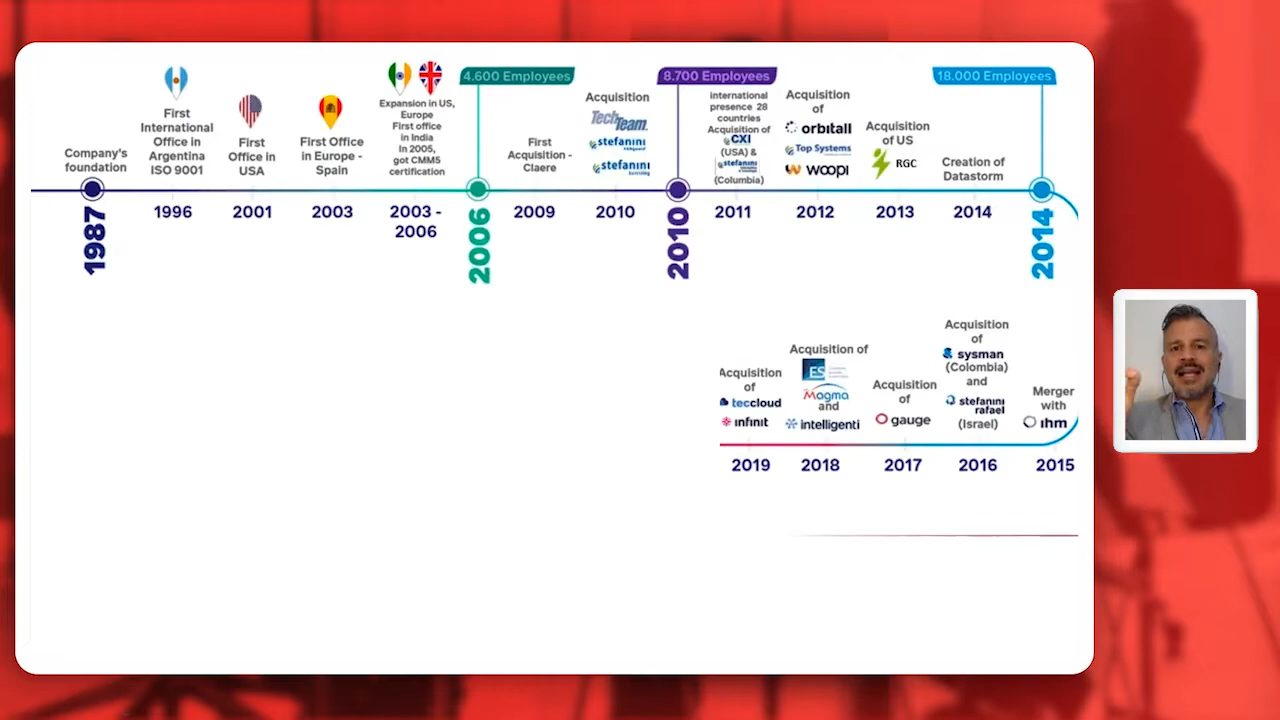 4.600 Employees
8.700 Employees
18.000 Employees
Company's
foundation
1987
First
International
Office in
Argentina
ISO 9001
1996
First
Office in
USA
2001
First Office
in Europe -
Spain
2003
Expansion in US,
Europe
First office
in India
In 2005,
got CMM5
certification
2003 -
2006
2006
First
Acquisition -
Claere
2009
Acquisition
TechTeam.
stefanini
stefanini
2010
2010
international
presence 28
countries
Acquisition of
CXI
(USA) &
stefanini
(Columbia)
2011
Acquisition
of
orbitall
Top Systems
woopi
2012
Acquisition
of US
RGC
2013
Creation of
Datastorm
2014
2014
Merger
with
ihm
2015
Acquisition
of
sysman
(Colombia)
and
stefanini
rafael
(Israel)
2016
Acquisition
of
gauge
2017
Acquisition of
ES
Magma
and
intelligenti
2018
Acquisition
of
teccloud
infinit
2019